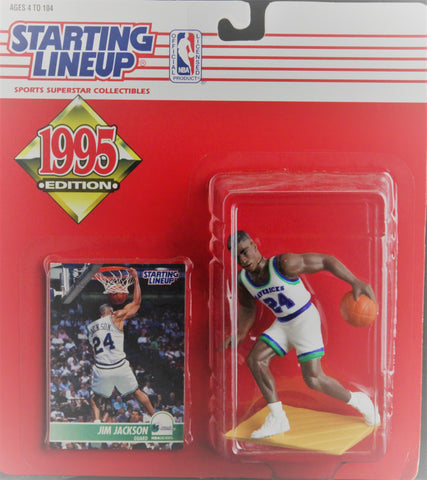 AGES 4 TO 104
STARTING
LINEUP®
SPORTS SUPERSTAR COLLECTIBLES
OFFICIAL
NBA
LICENSED
PRODUCT
1995
EDITION
STARTING
LINEUP
JACKSON
24
JIM JACKSON
GUARD
MAVERICKS
24